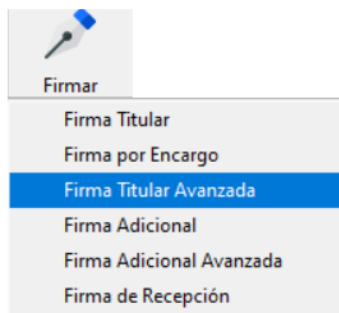 Firmar
Firma Titular
Firma por Encargo
Firma Titular Avanzada
Firma Adicional
Firma Adicional Avanzada
Firma de Recepción